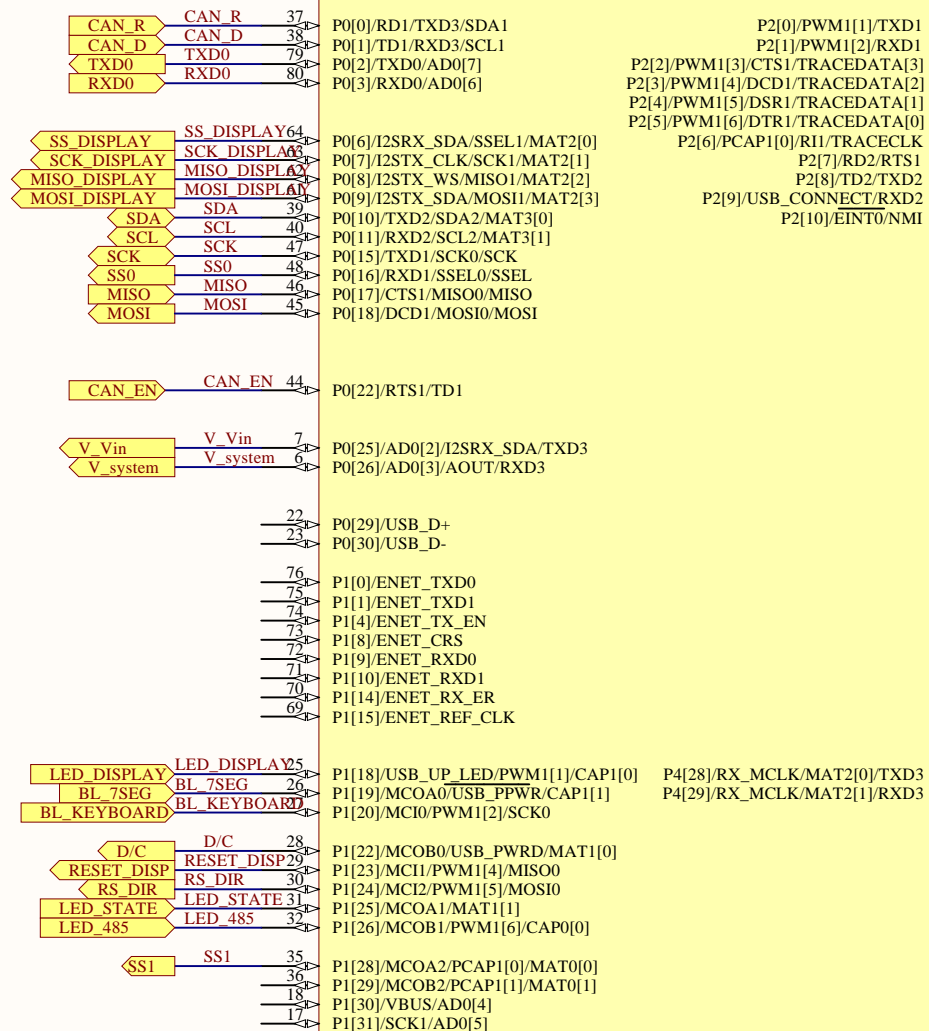 CAN_R CAN_R 37 P0[0]/RD1/TXD3/SDA1 P2[0]/PWM1[1]/TXD1
CAN_D CAN_D 38 P0[1]/TD1/RXD3/SCL1 P2[1]/PWM1[2]/RXD1
TXD0 TXD0 79 P0[2]/TXD0/AD0[7] P2[2]/PWM1[3]/CTS1/TRACEDATA[3]
RXD0 RXD0 80 P0[3]/RXD0/AD0[6] P2[3]/PWM1[4]/DCD1/TRACEDATA[2]
P2[4]/PWM1[5]/DSR1/TRACEDATA[1]
P2[5]/PWM1[6]/DTR1/TRACEDATA[0]
SS_DISPLAY SS_DISPLAY 64 P0[6]/I2SRX_SDA/SSEL1/MAT2[0] P2[6]/PCAP1[0]/RI1/TRACECLK
SCK_DISPLAY SCK_DISPLAY 63 P0[7]/I2STX_CLK/SCK1/MAT2[1] P2[7]/RD2/RTS1
MISO_DISPLAY MISO_DISPLAY 62 P0[8]/I2STX_WS/MISO1/MAT2[2] P2[8]/TD2/TXD2
MOSI_DISPLAY MOSI_DISPLAY 61 P0[9]/I2STX_SDA/MOSI1/MAT2[3] P2[9]/USB_CONNECT/RXD2
SDA SDA 39 P0[10]/TXD2/SDA2/MAT3[0] P2[10]/EINT0/NMI
SCL SCL 40 P0[11]/RXD2/SCL2/MAT3[1]
SCK SCK 47 P0[15]/TXD1/SCK0/SCK
SS0 SS0 48 P0[16]/RXD1/SSEL0/SSEL
MISO MISO 46 P0[17]/CTS1/MISO0/MISO
MOSI MOSI 45 P0[18]/DCD1/MOSI0/MOSI
CAN_EN CAN_EN 44 P0[22]/RTS1/TD1
V_Vin V_Vin 7 P0[25]/AD0[2]/I2SRX_SDA/TXD3
V_system V_system 6 P0[26]/AD0[3]/AOUT/RXD3
22 P0[29]/USB_D+
23 P0[30]/USB_D-
76 P1[0]/ENET_TXD0
75 P1[1]/ENET_TXD1
74 P1[4]/ENET_TX_EN
73 P1[8]/ENET_CRS
72 P1[9]/ENET_RXD0
71 P1[10]/ENET_RXD1
70 P1[14]/ENET_RX_ER
69 P1[15]/ENET_REF_CLK
LED_DISPLAY LED_DISPLAY 25 P1[18]/USB_UP_LED/PWM1[1]/CAP1[0] P4[28]/RX_MCLK/MAT2[0]/TXD3
BL_7SEG BL_7SEG 26 P1[19]/MCOA0/USB_PPWR/CAP1[1] P4[29]/RX_MCLK/MAT2[1]/RXD3
BL_KEYBOARD BL_KEYBOARD 27 P1[20]/MCI0/PWM1[2]/SCK0
D/C D/C 28 P1[22]/MCOB0/USB_PWRD/MAT1[0]
RESET_DISP RESET_DISP 29 P1[23]/MCI1/PWM1[4]/MISO0
RS_DIR RS_DIR 30 P1[24]/MCI2/PWM1[5]/MOSI0
LED_STATE LED_STATE 31 P1[25]/MCOA1/MAT1[1]
LED_485 LED_485 32 P1[26]/MCOB1/PWM1[6]/CAP0[0]
SS1 SS1 35 P1[28]/MCOA2/PCAP1[0]/MAT0[0]
36 P1[29]/MCOB2/PCAP1[1]/MAT0[1]
18 P1[30]/VBUS/AD0[4]
17 P1[31]/SCK1/AD0[5]